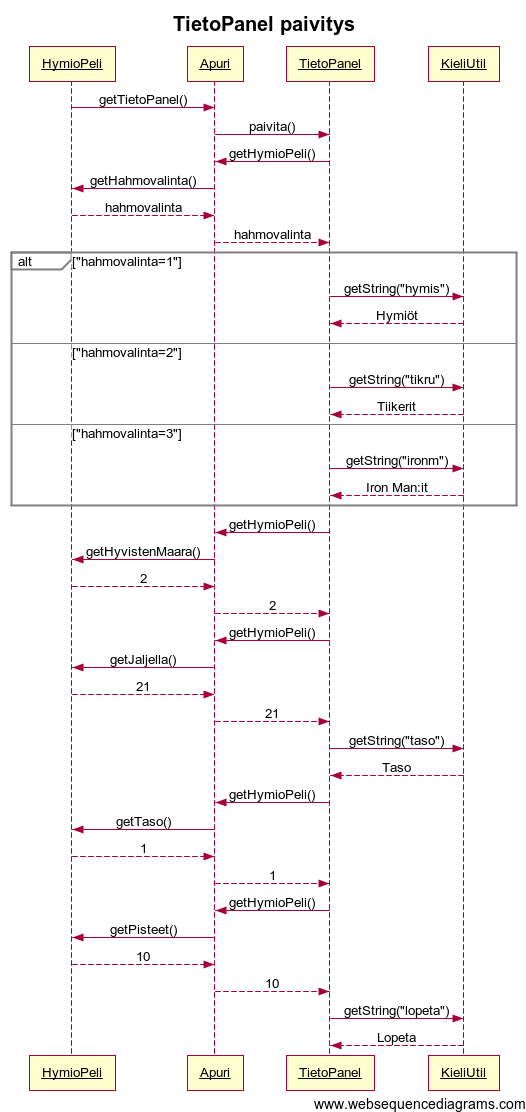 TietoPanel paivitys
HymioPeli Apuri TietoPanel KieliUtil
getTietoPanel()
paivita()
getHymioPeli()
getHahmovalinta()
hahmovalinta
hahmovalinta
alt ["hahmovalinta=1"]
getString("hymis")
Hymiöt
["hahmovalinta=2"]
getString("tikru")
Tiikerit
["hahmovalinta=3"]
getString("ironm")
Iron Man:it
getHymioPeli()
getHyvistenMaara()
2
2
getHymioPeli()
getJaljella()
21
21
getString("taso")
Taso
getHymioPeli()
getTaso()
1
1
getHymioPeli()
getPisteet()
10
10
getString("lopeta")
Lopeta
HymioPeli Apuri TietoPanel KieliUtil
www.websequencediagrams.com